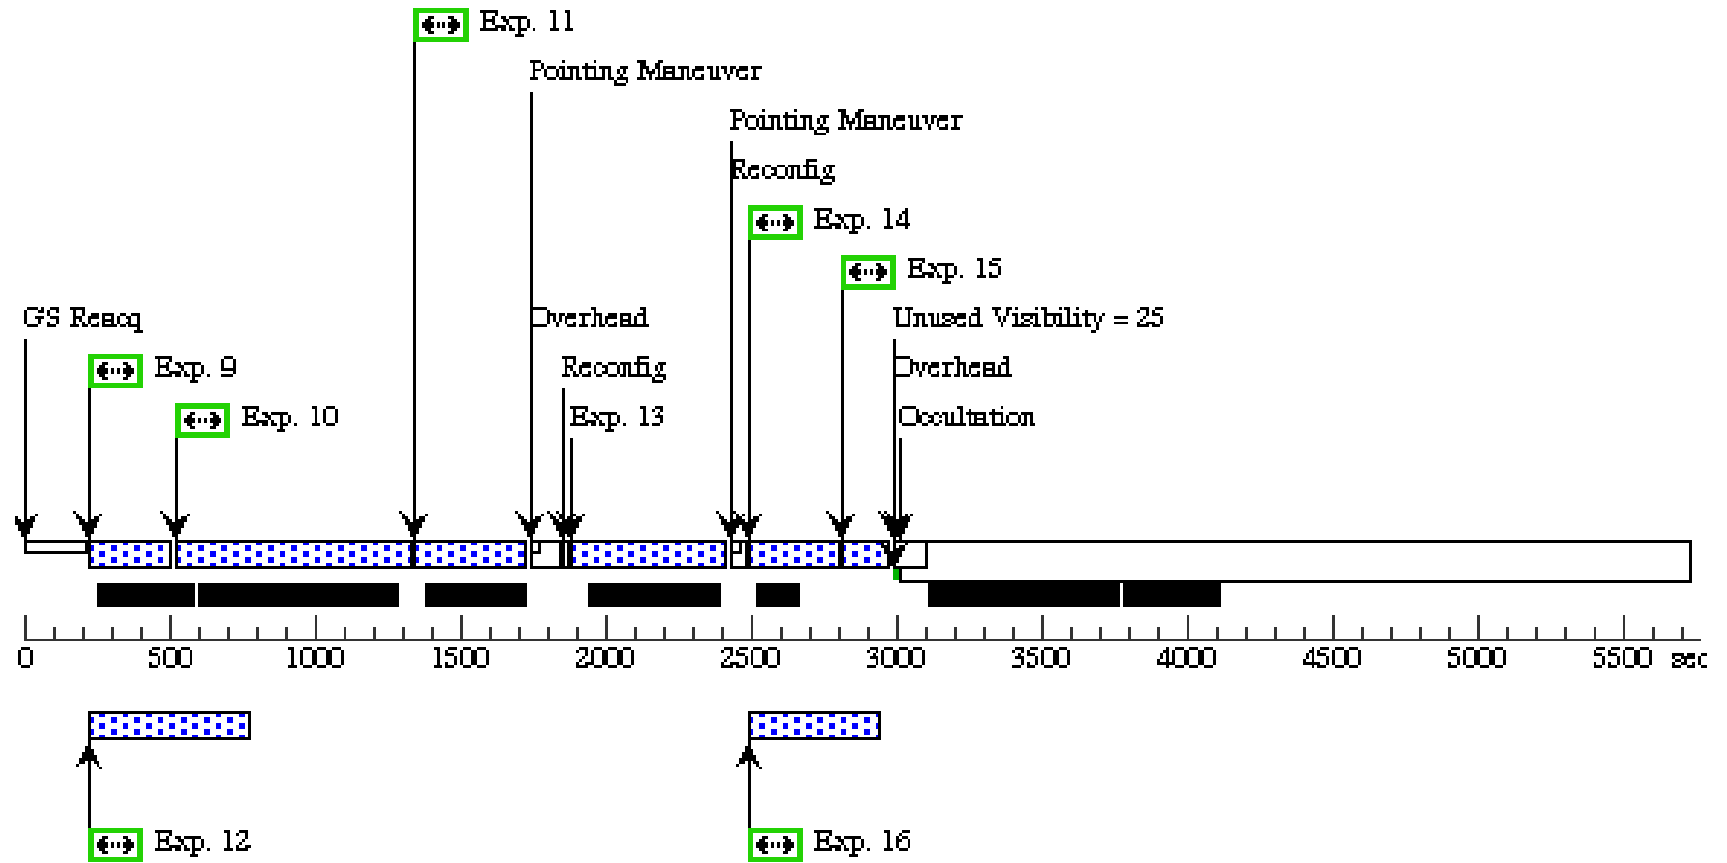 Exp. 11
Pointing Maneuver
Pointing Maneuver
Reconfig
Exp. 14
Exp. 15
GS Reacq
Overhead
Unused Visibility = 25
Exp. 9
Reconfig
Overhead
Exp. 10
Exp. 13
Occultation
0 500 1000 1500 2000 2500 3000 3500 4000 4500 5000 5500 sec
Exp. 12
Exp. 16